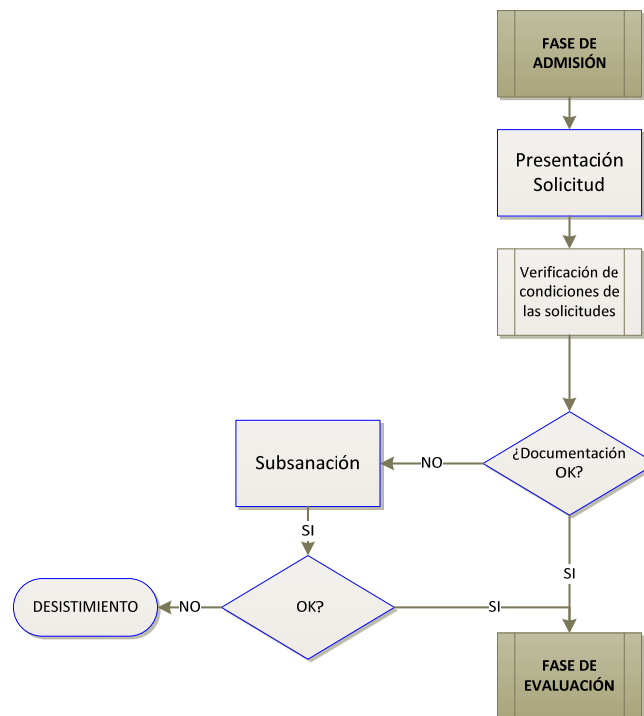 FASE DE
ADMISIÓN
Presentación
Solicitud
Verificación de
condiciones de
las solicitudes
¿Documentación
OK?
NO
Subsanación
SI
SI
OK?
NO
DESISTIMIENTO
SI
FASE DE
EVALUACIÓN